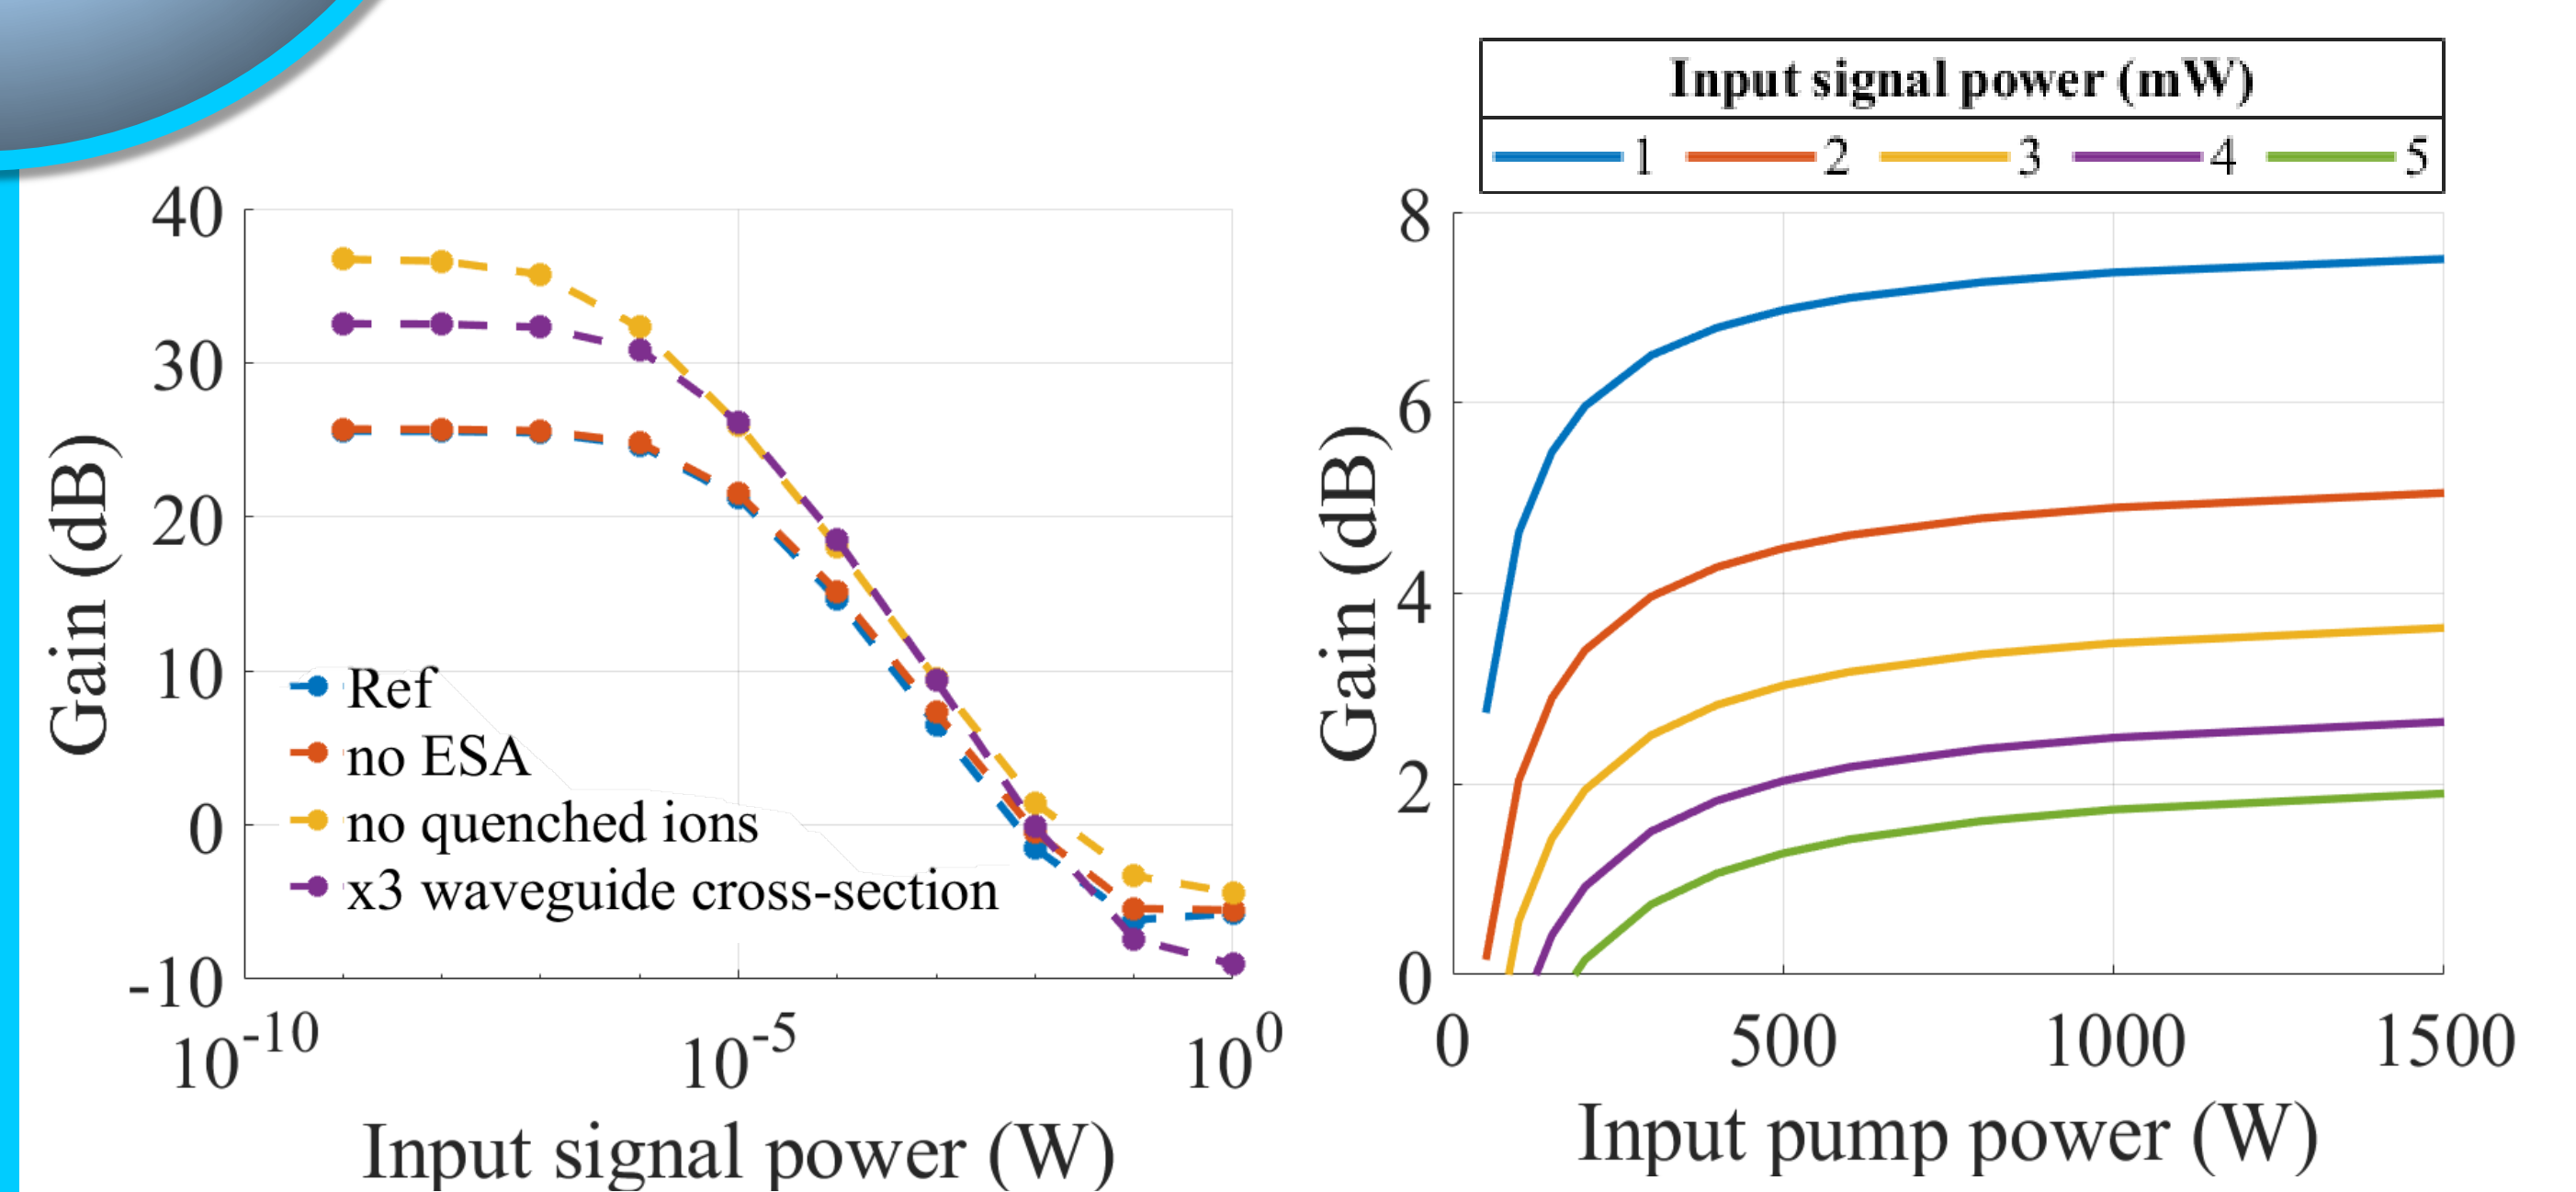 40
30
20
10
0
-10
Gain (dB)
Ref
no ESA
no quenched ions
x3 waveguide cross-section
10^-10
10^-5
10^0
Input signal power (W)
Input signal power (mW)
1 2 3 4 5
8
6
4
2
0
Gain (dB)
0 500 1000 1500
Input pump power (W)